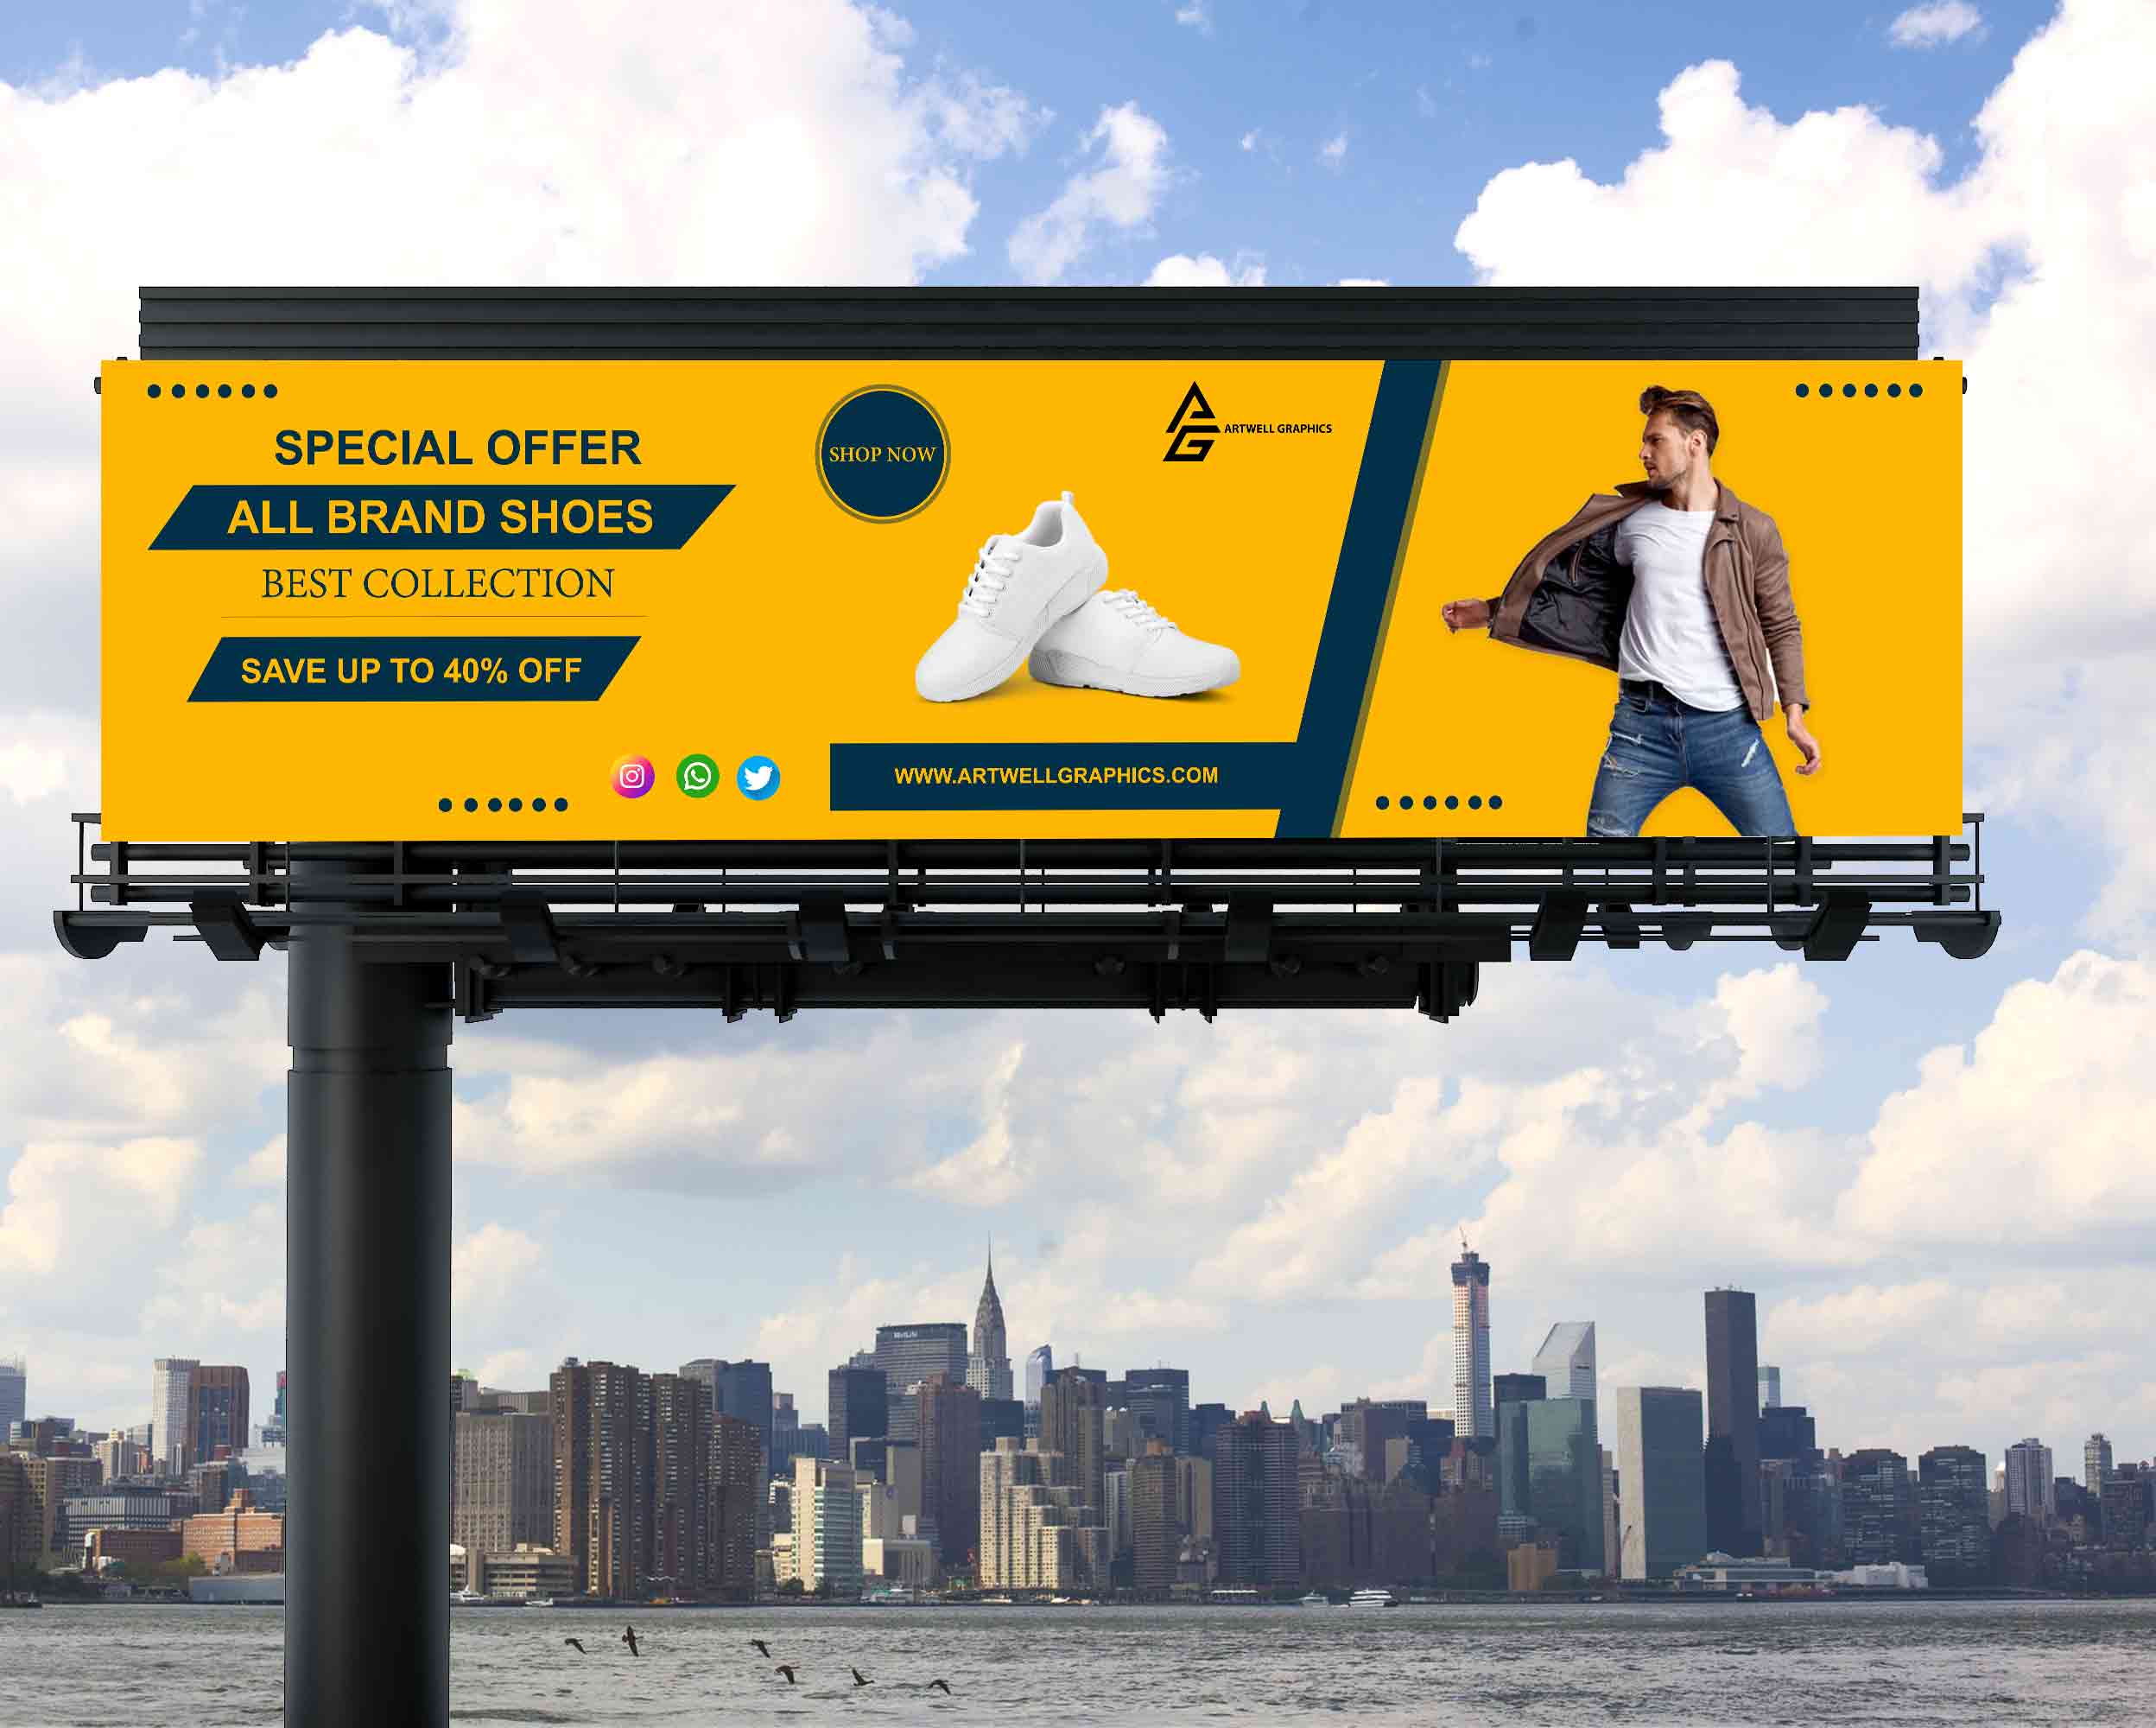 SPECIAL OFFER
ALL BRAND SHOES
BEST COLLECTION
SAVE UP TO 40% OFF
SHOP NOW
ARTWELL GRAPHICS
WWW.ARTWELLGRAPHICS.COM
MetLife